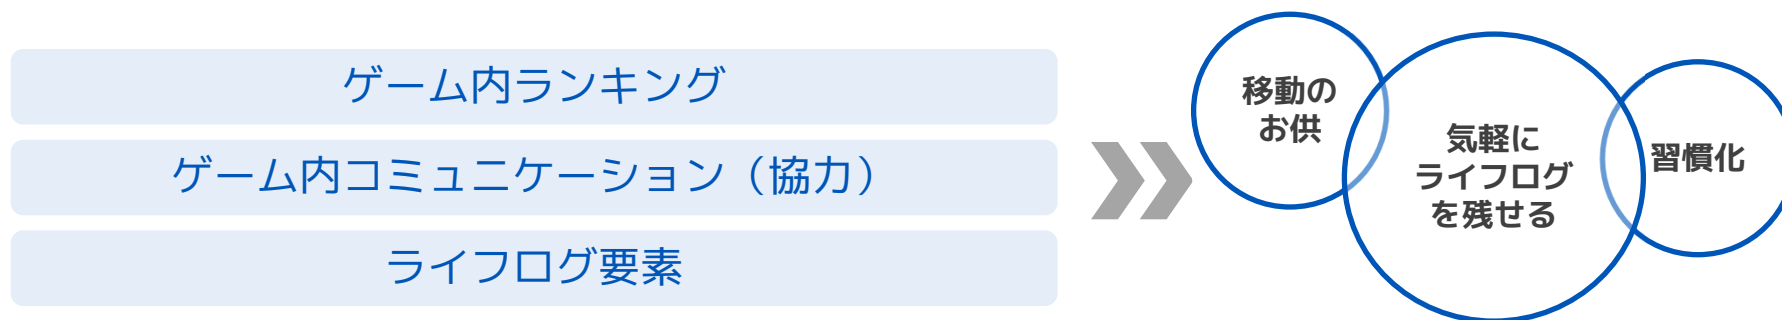 ゲーム内ランキング
ゲーム内コミュニケーション（協力）
ライフログ要素
移動の
お供
気軽に
ライフログ
を残せる
習慣化